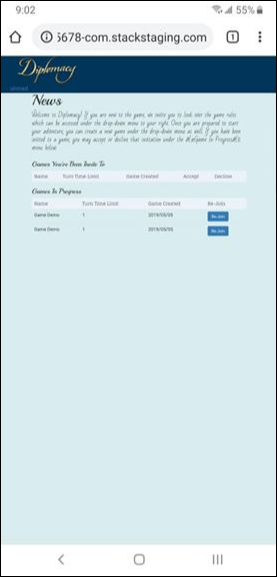 9:02 55%
5678-com.stackstaging.com 1
Diplomacy
News
Welcome to Diplomacy! If you are new to the game, we invite you to look over the game rules
which can be accessed under the drop-down menu to your right. Once you are prepared to start
your adventure, you can create a new game under the drop-down menu as well. If you have been
invited to a game, you may accept or decline that invitation under the
menu below.
Games You've Been Invite To
Name Turn Time Limit Game Created Accept Decline
Games In Progress
Name Turn Time Limit Game Created Re-Join
Game Demo 1 2019/05/05 Re-Join
Game Demo 1 2019/05/05 Re-Join